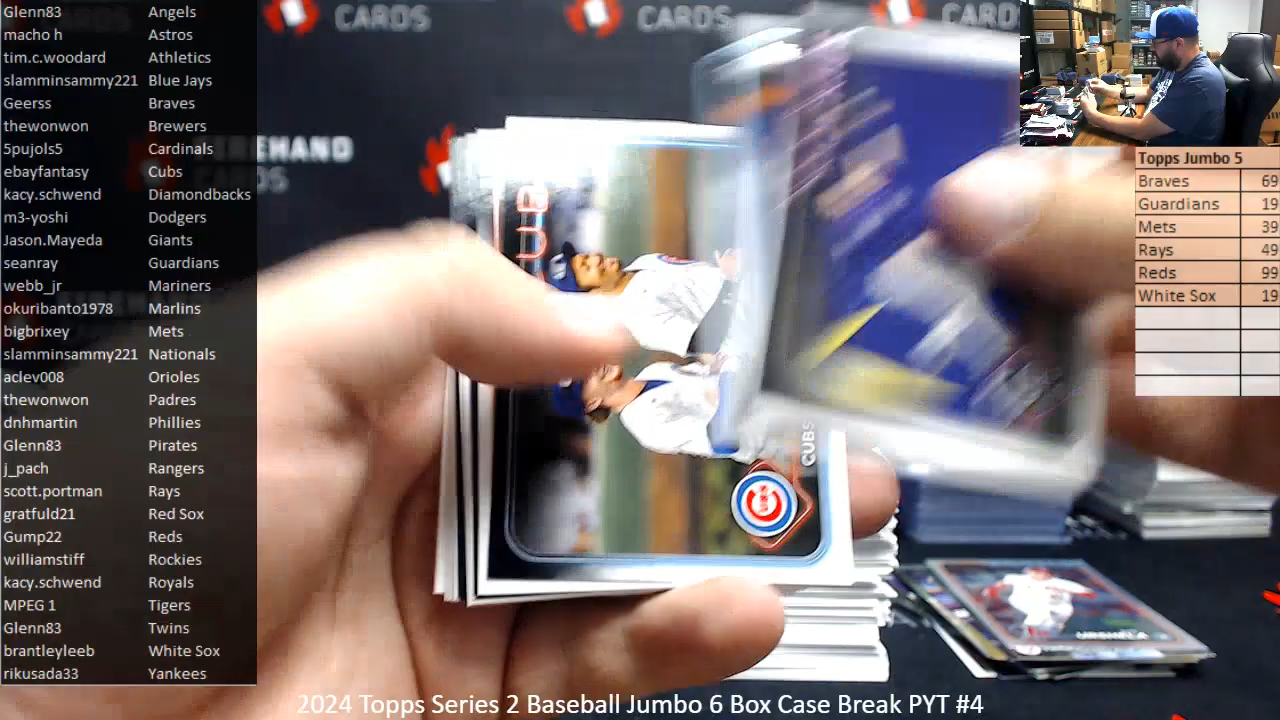 Glenn83 Angels
macho h Astros
tim.c.woodard Athletics
slamminsammy221 Blue Jays
Geerss Braves
thewonwon Brewers
5pujols5 Cardinals
ebayfantasy Cubs
kacy.schwend Diamondbacks
m3-yoshi Dodgers
Jason.Mayeda Giants
seanray Guardians
webb_jr Mariners
okuribanto1978 Marlins
bigbrixey Mets
slamminsammy221 Nationals
aclev008 Orioles
thewonwon Padres
dnhmartin Phillies
Glenn83 Pirates
j_pach Rangers
scott.portman Rays
gratfuld21 Red Sox
Gump22 Reds
williamstiff Rockies
kacy.schwend Royals
MPEG 1 Tigers
Glenn83 Twins
brantleyleeb White Sox
rikusada33 Yankees
CARDS
CARDS
CARD
EREHAND
CARDS
CUBS
URSHELA
Topps Jumbo 5
Braves 69
Guardians 19
Mets 39
Rays 49
Reds 99
White Sox 19
2024 Topps Series 2 Baseball Jumbo 6 Box Case Break PYT #4